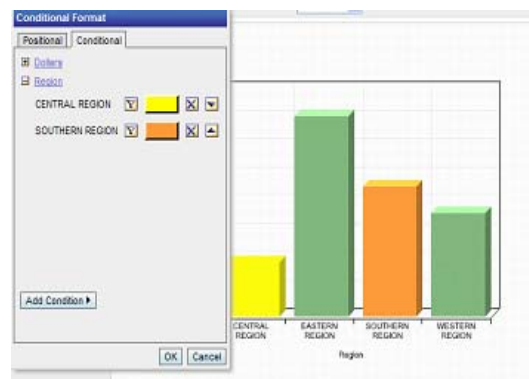 Conditional Format
Positional Conditional
Dollars
Region
CENTRAL REGION
SOUTHERN REGION
Add Condition
OK Cancel
CENTRAL REGION
EASTERN REGION
SOUTHERN REGION
WESTERN REGION
Region